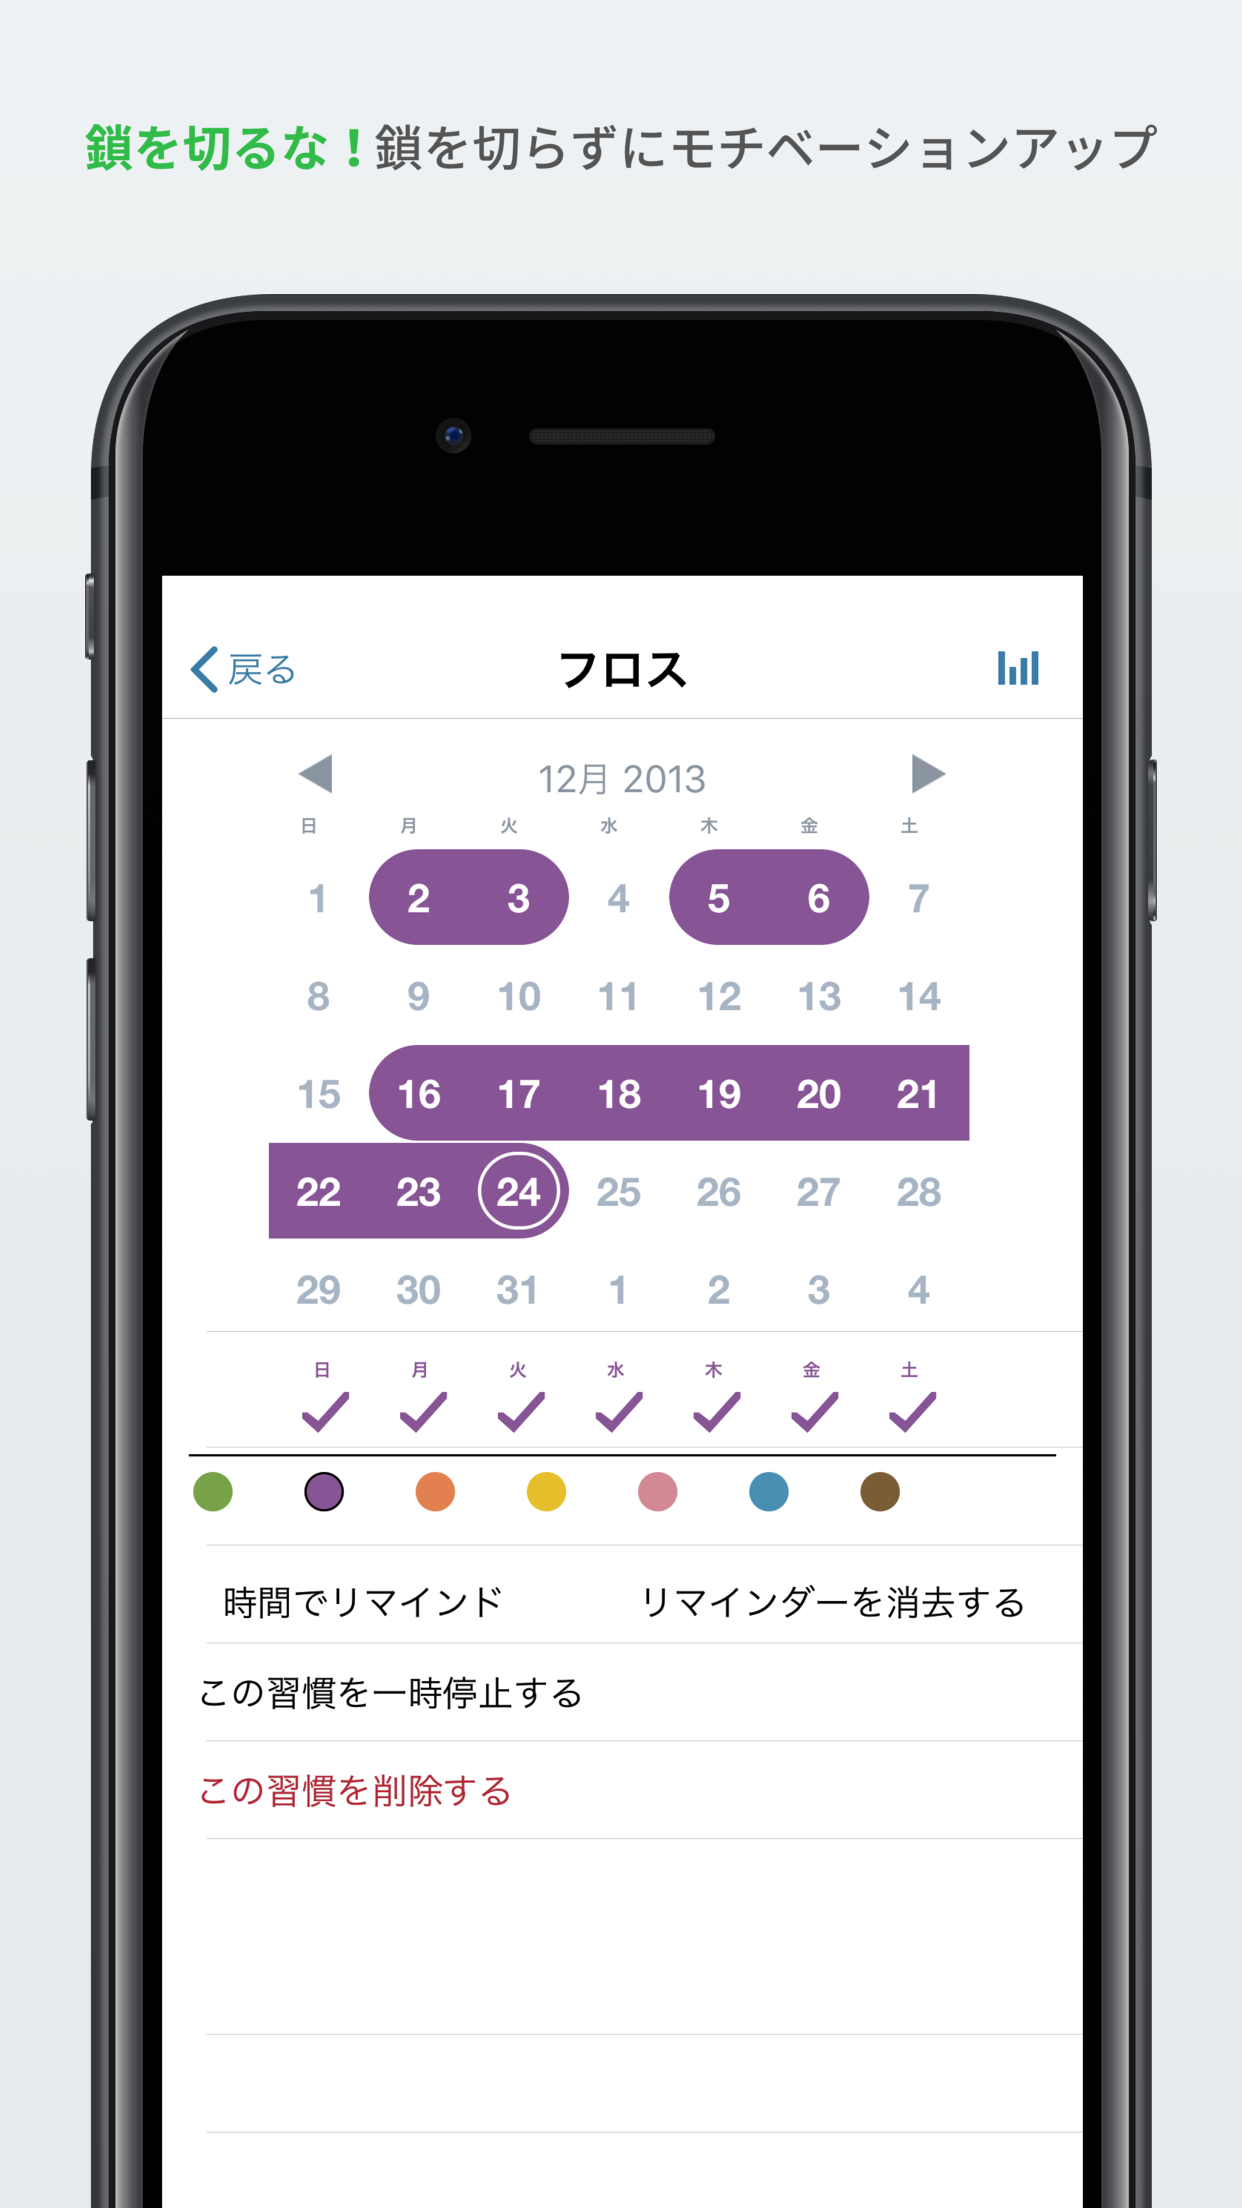 鎖を切るな！鎖を切らずにモチベーションアップ
戻る フロス
12月 2013
日 月 火 水 木 金 土
1 2 3 4 5 6 7
8 9 10 11 12 13 14
15 16 17 18 19 20 21
22 23 24 25 26 27 28
29 30 31 1 2 3 4
日 月 火 水 木 金 土
時間でリマインド リマインダーを消去する
この習慣を一時停止する
この習慣を削除する